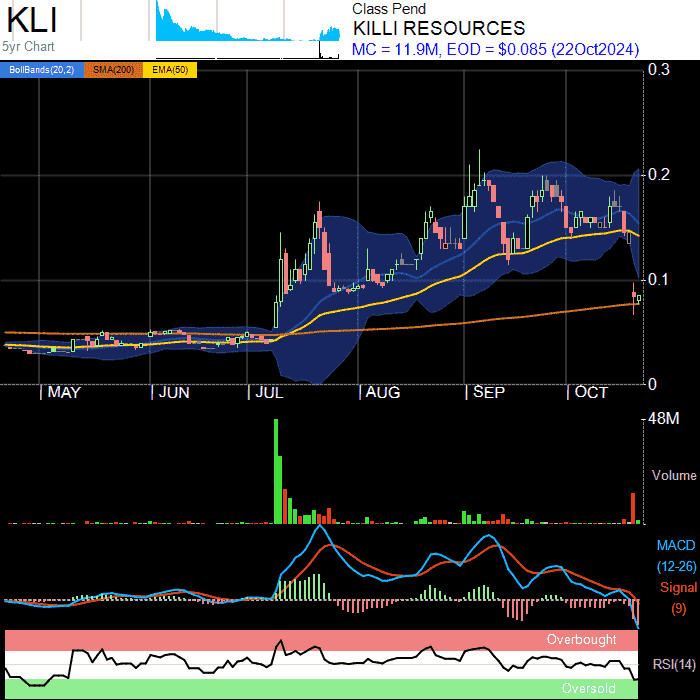 KLI
5yr Chart
Class Pend
KILLI RESOURCES
MC = 11.9M, EOD = $0.085 (22Oct2024)
BollBands(20,2) SMA(200) EMA(50)
0.3
0.2
0.1
0
MAY JUN JUL AUG SEP OCT
48M
Volume
MACD
(12-26)
Signal
(9)
Overbought
RSI(14)
Oversold